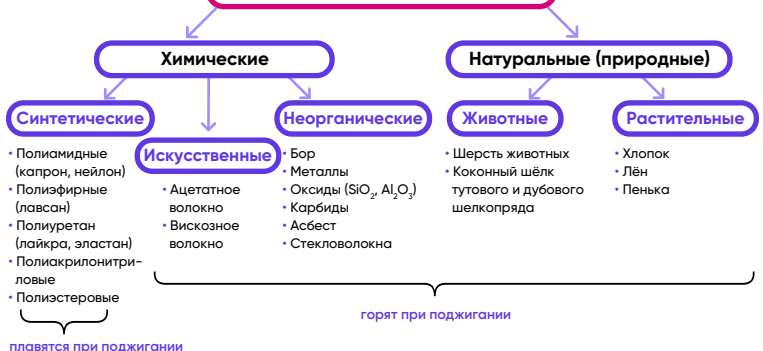 Химические
Натуральные (природные)
Синтетические
Искусственные
Неорганические
Животные
Растительные
• Полиамидные
(капрон, нейлон)
• Полиэфирные
(лавсан)
• Полиуретан
(лайкра, эластан)
• Полиакрилонитри-
ловые
• Полиэстеровые
• Ацетатное
волокно
• Вискозное
волокно
• Бор
• Металлы
• Оксиды (SiO₂, Al₂O₃)
• Карбиды
• Асбест
• Стекловолокна
• Шерсть животных
• Коконный шёлк
тутового и дубового
шелкопряда
• Хлопок
• Лён
• Пенька
горят при поджигании
плавятся при поджигании